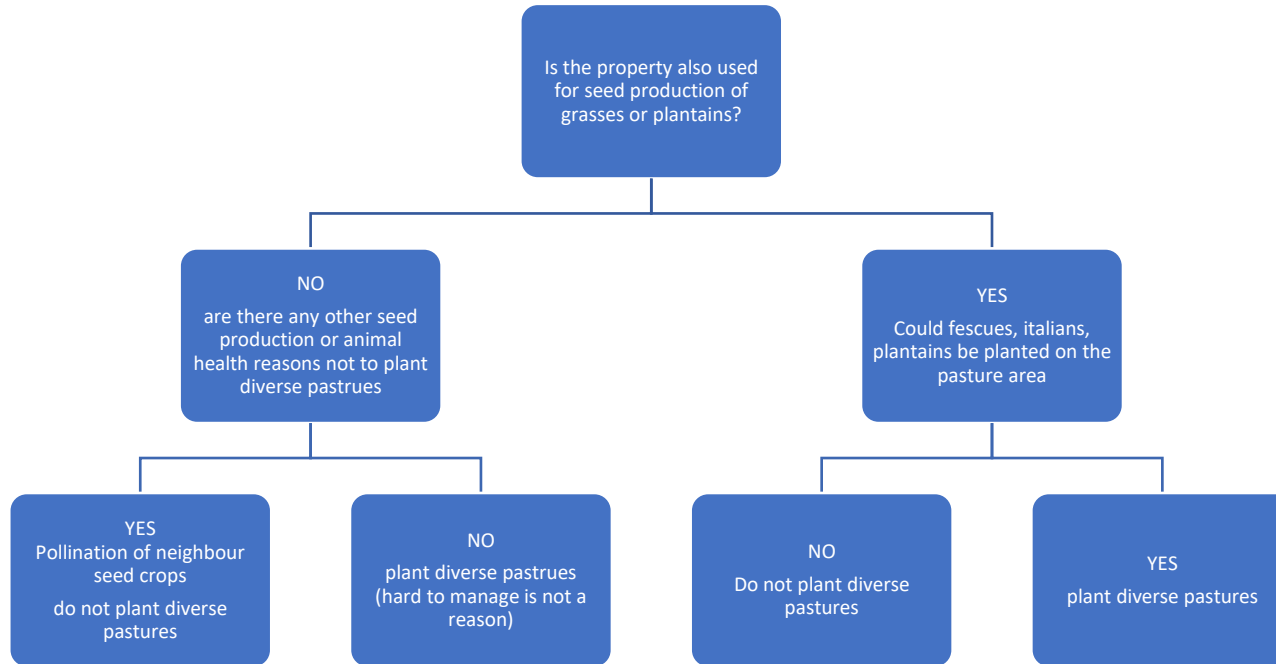 Is the property also used
for seed production of
grasses or plantains?
NO
are there any other seed
production or animal
health reasons not to plant
diverse pastrues
YES
Could fescues, italians,
plantains be planted on the
pasture area
YES
Pollination of neighbour
seed crops
do not plant diverse
pastures
NO
plant diverse pastrues
(hard to manage is not a
reason)
NO
Do not plant diverse
pastures
YES
plant diverse pastures